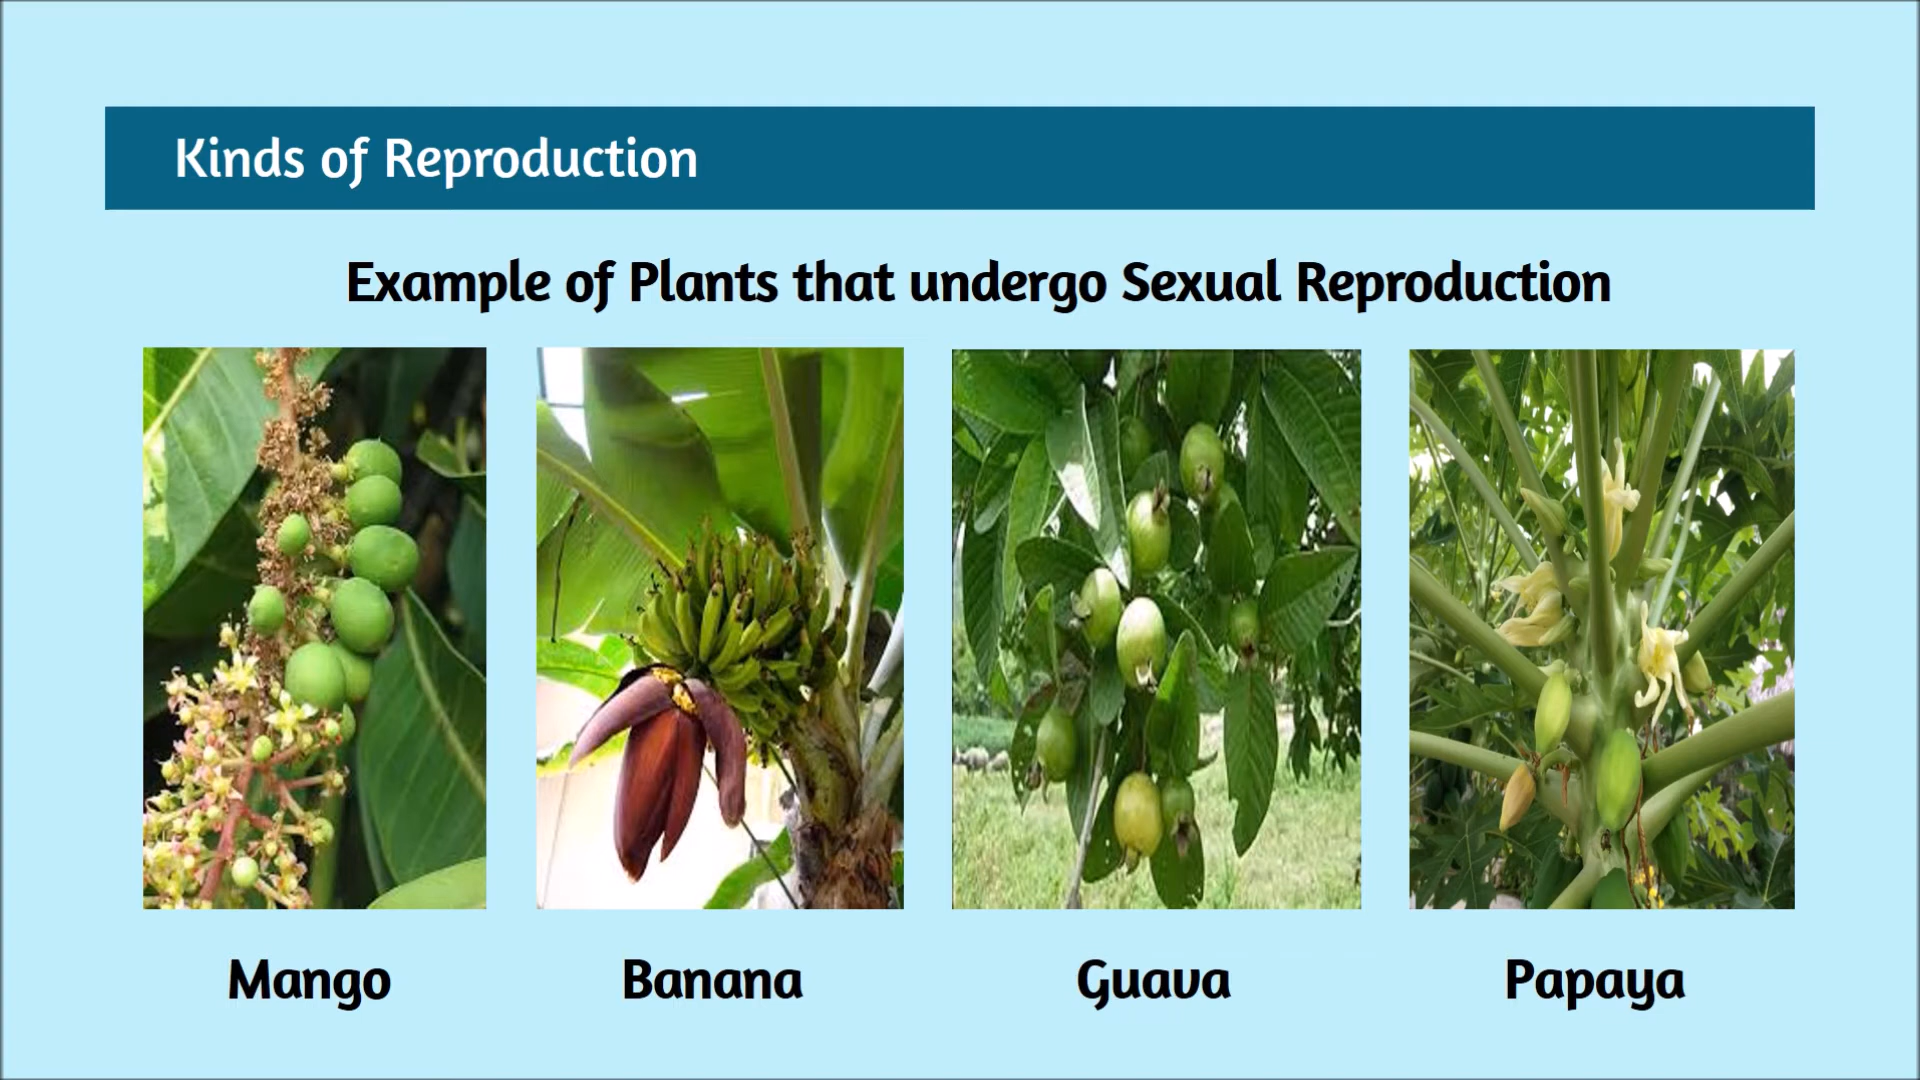 Kinds of Reproduction
Example of Plants that undergo Sexual Reproduction
Mango
Banana
Guava
Papaya